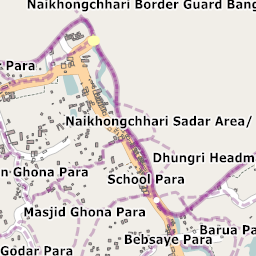 Naikhongchhari Border Guard Bang
Para
Naikhongchhari Sadar Area/
Dhungri Headm
n Ghona Para
School Para
Masjid Ghona Para
Barua Pa
Bebsaye Para
Godar Para